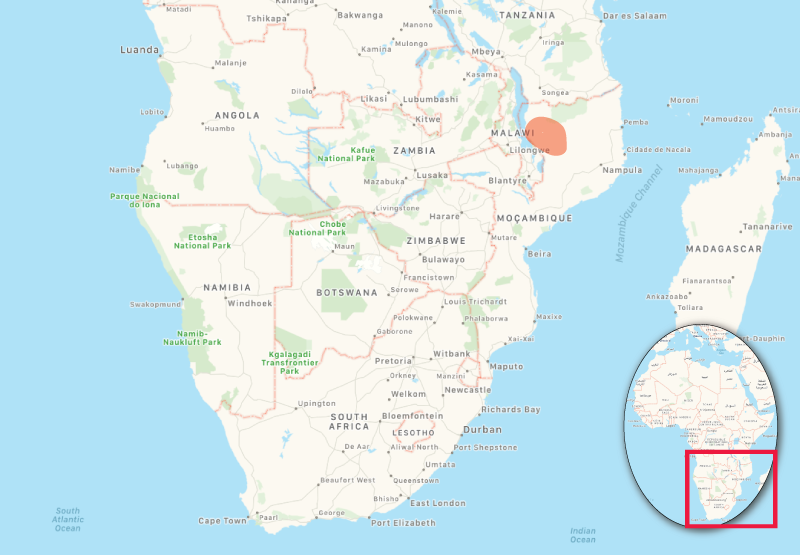 Matadi
Kananga
Tshikapa
Bakwanga
Kalemie
TANZANIA
Dar es Salaam
Manono
Luanda
Kamina
Mulongo
Mbeya
Iringa
Malanje
Kasama
Dilolo
Likasi
Lubumbashi
Songea
Moroni
Lobito
ANGOLA
Huambo
Kitwe
MALAWI
Pemba
Mamoudzou
Antsir
Ambanja
Kafue
National Park
ZAMBIA
Lilongwe
Cidade de Nacala
Namibe
Lubango
Mazabuka
Lusaka
Blantyre
Nampula
Mahajanga
Parque Nacional
do Iona
Livingstone
Harare
MOÇAMBIQUE
Mozambique Channel
Etosha
National Park
Chobe
National Park
Maun
ZIMBABWE
Mutare
Beira
Tananarive
MADAGASCAR
Bulawayo
Francistown
NAMIBIA
Windhoek
BOTSWANA
Serowe
Fianarantsoa
Swakopmund
Louis Trichardt
Ankazoabo
Toliara
Polokwane
Phalaborwa
Maxixe
Namib-
Naukluft Park
Gaborone
Xai-Xai
t-Dauphin
Kgalagadi
Transfrontier
Park
Pretoria
Witbank
Maputo
Orkney
Manzini
Upington
Welkom
Newcastle
SOUTH
AFRICA
Bloemfontein
Richards Bay
LESOTHO
Durban
De Aar
Aliwal North
Port Shepstone
Umtata
Beaufort West
Queenstown
Bhisho
East London
Cape Town
Port Elizabeth
South
Atlantic
Ocean
Indian
Ocean